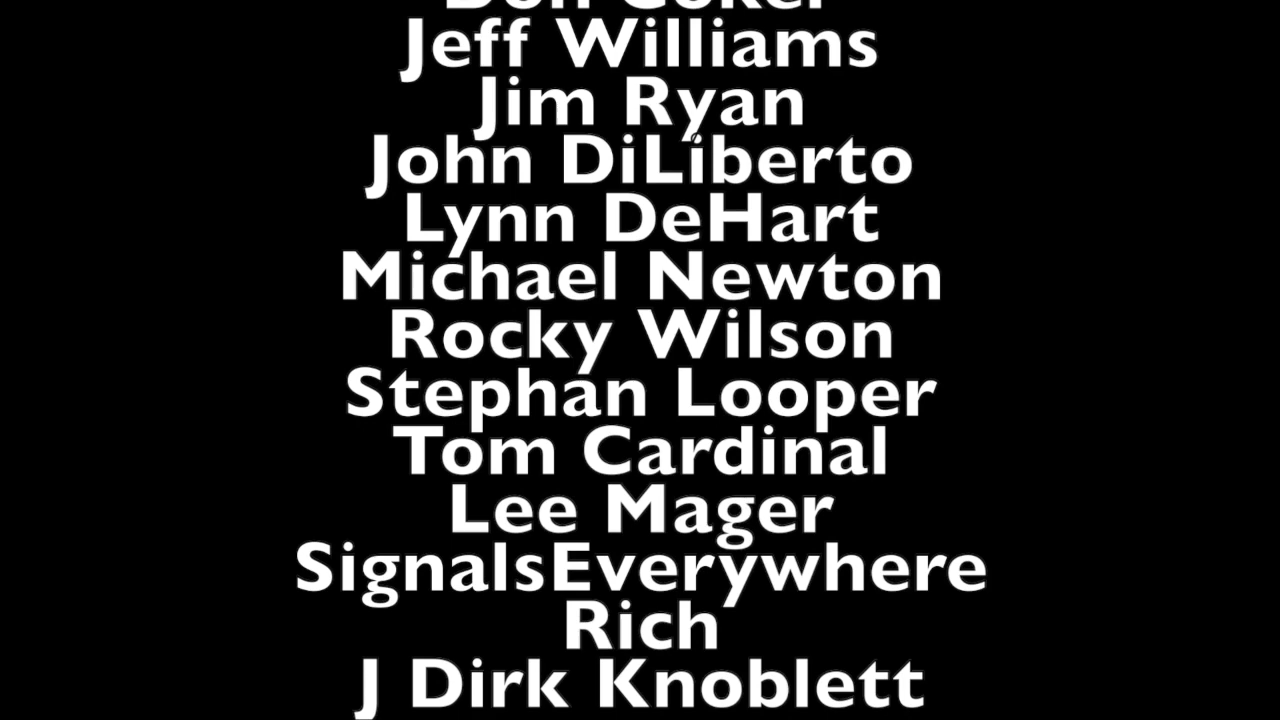 Jeff Williams
Jim Ryan
John DiLiberto
Lynn DeHart
Michael Newton
Rocky Wilson
Stephan Looper
Tom Cardinal
Lee Mager
SignalsEverywhere
Rich
J Dirk Knoblett